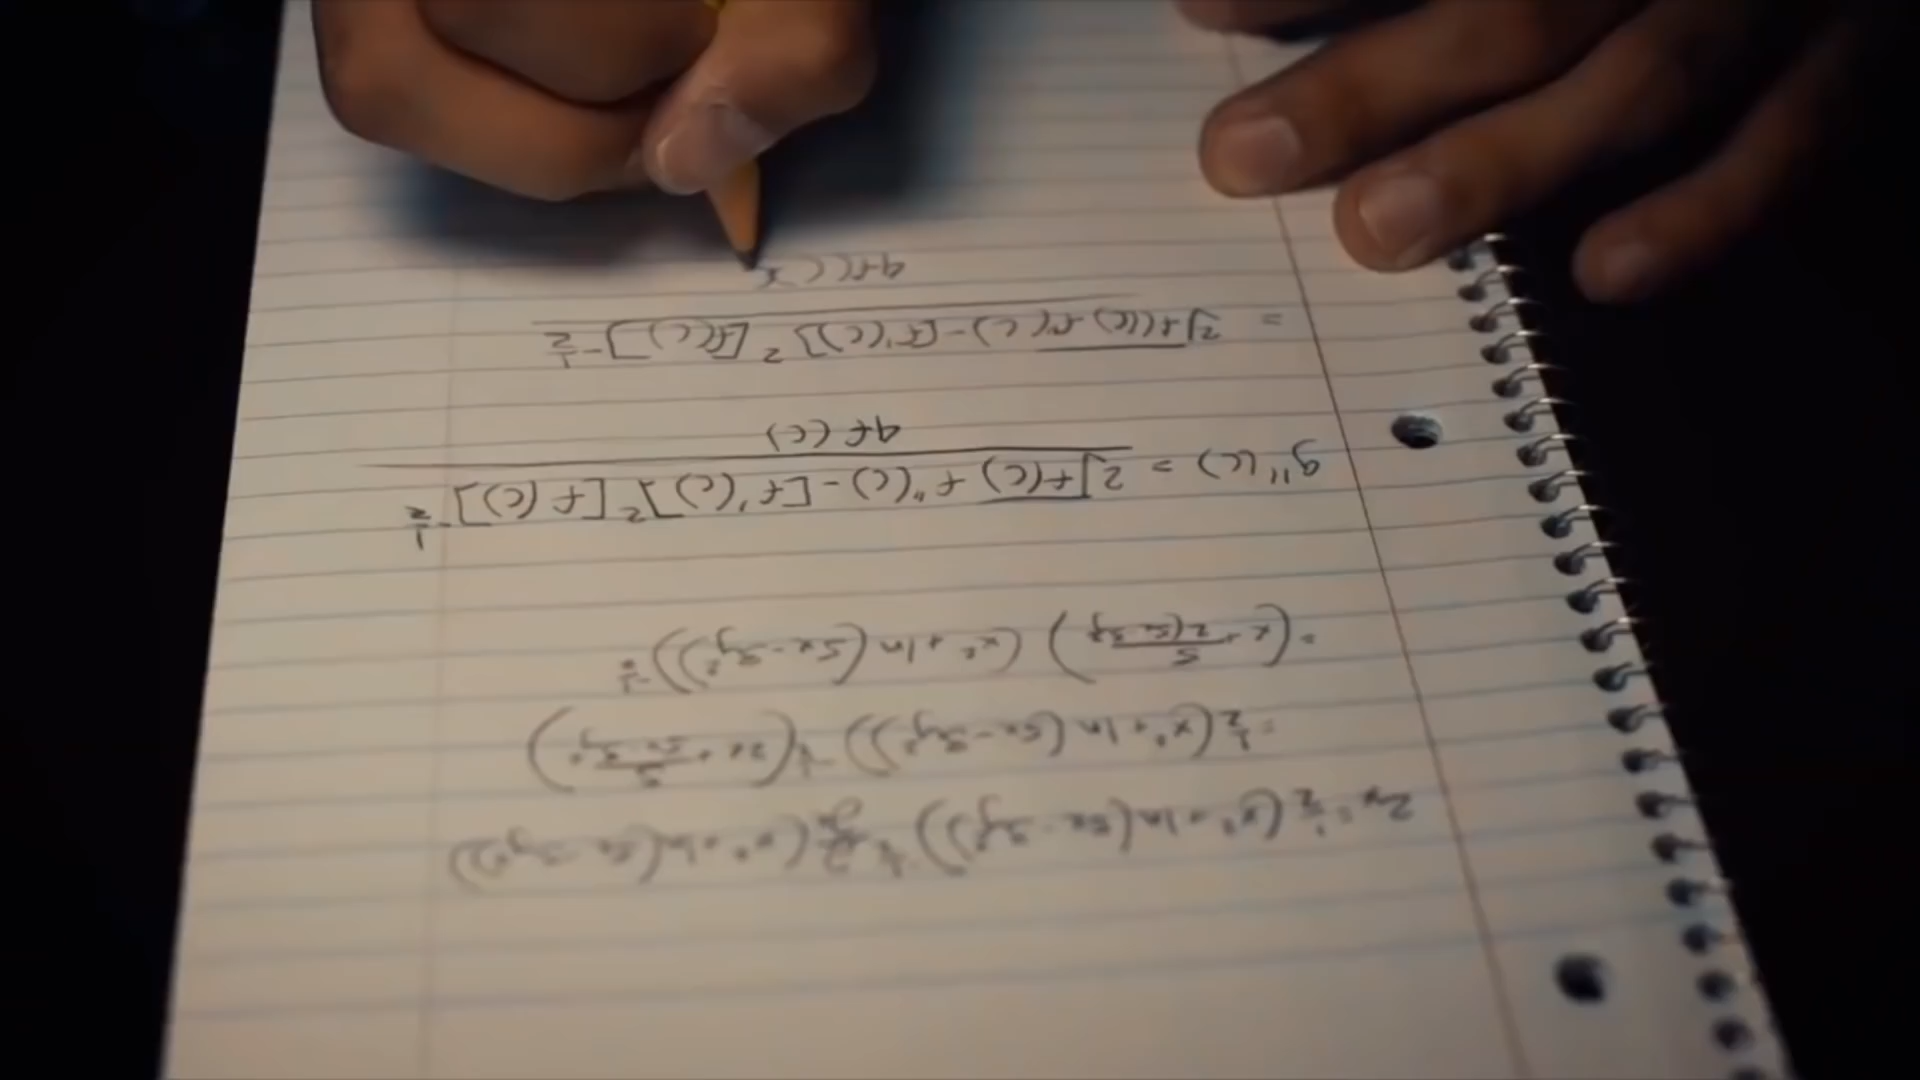 Zx = ½(x² + ln(5x - 3y²))^-½ ∂/∂x (x² + ln(5x - 3y²))
= ½(x² + ln(5x - 3y²))^-½ (2x + 5/(5x - 3y²))
= (x + 5/(2(5x - 3y²))) (x² + ln(5x - 3y²))^-½
g''(c) = (2√f(c) f''(c) - [f'(c)]² [f(c)]^-½)/(4f(c))
= (2√f(c) f''(c) - [f'(c)]² [f(c)]^-½)/(4f(c))